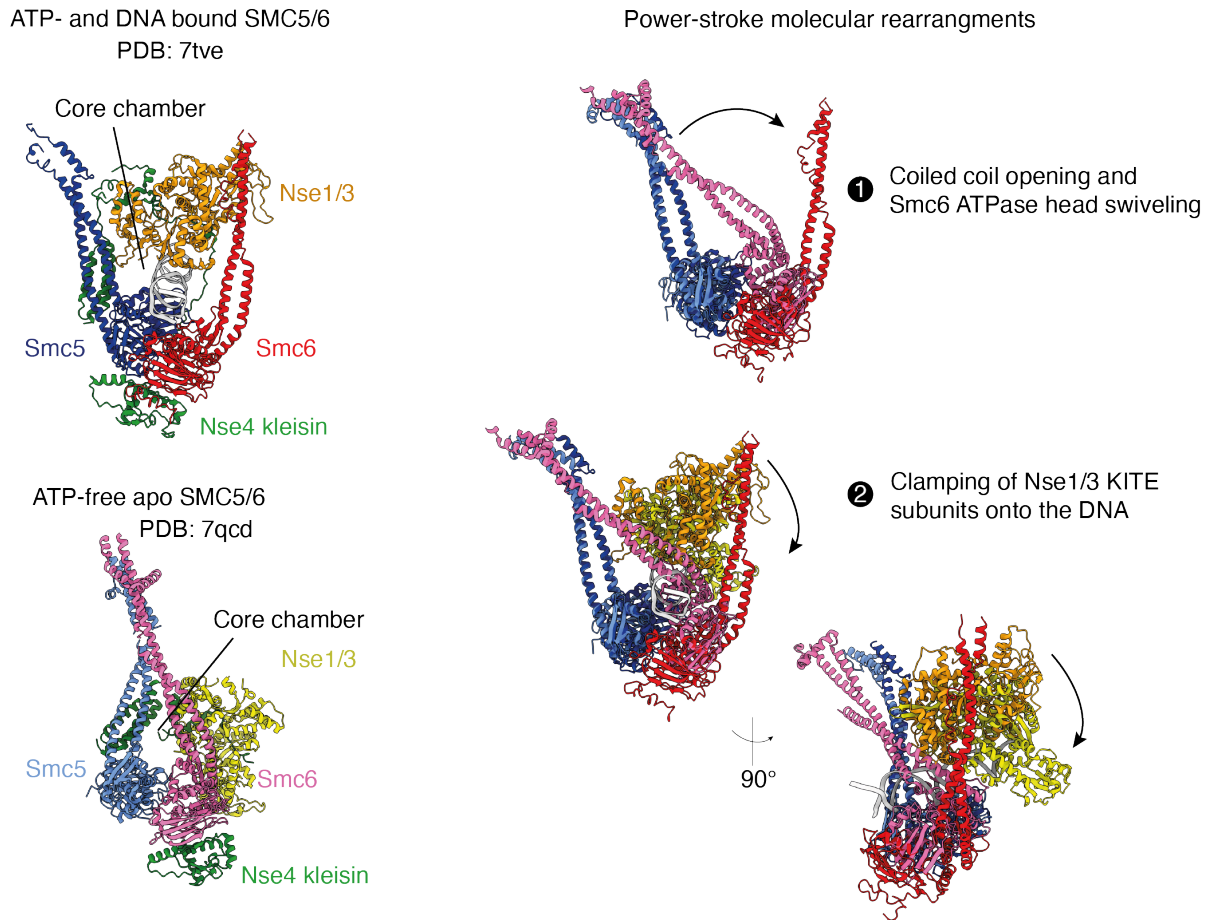 ATP- and DNA bound SMC5/6
PDB: 7tve
Core chamber
Nse1/3
Smc5
Smc6
Nse4 kleisin
ATP-free apo SMC5/6
PDB: 7qcd
Core chamber
Nse1/3
Smc5
Smc6
Nse4 kleisin
Power-stroke molecular rearrangments
1 Coiled coil opening and
Smc6 ATPase head swiveling
2 Clamping of Nse1/3 KITE
subunits onto the DNA
90°